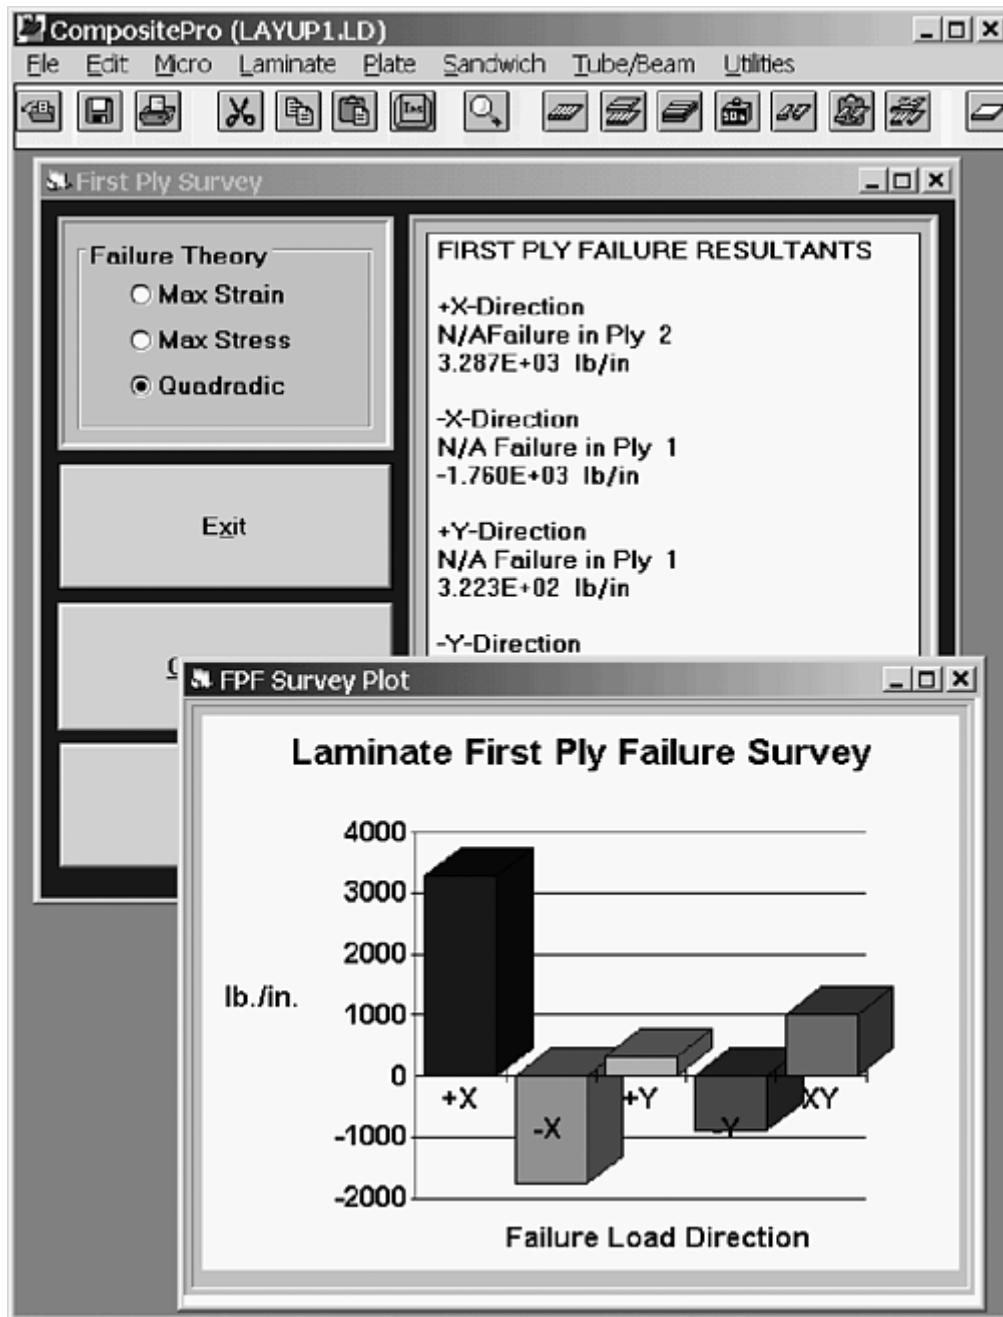 CompositePro (LAYUP1.LD)
File Edit Micro Laminate Plate Sandwich Tube/Beam Utilities
First Ply Survey
Failure Theory
Max Strain
Max Stress
Quadradic
Exit
FIRST PLY FAILURE RESULTANTS
+X-Direction
N/AFailure in Ply 2
3.287E+03 lb/in
-X-Direction
N/A Failure in Ply 1
-1.760E+03 lb/in
+Y-Direction
N/A Failure in Ply 1
3.223E+02 lb/in
-Y-Direction
FPF Survey Plot
Laminate First Ply Failure Survey
4000
3000
2000
1000
0
-1000
-2000
lb./in.
+X
-X
+Y
-Y
XY
Failure Load Direction